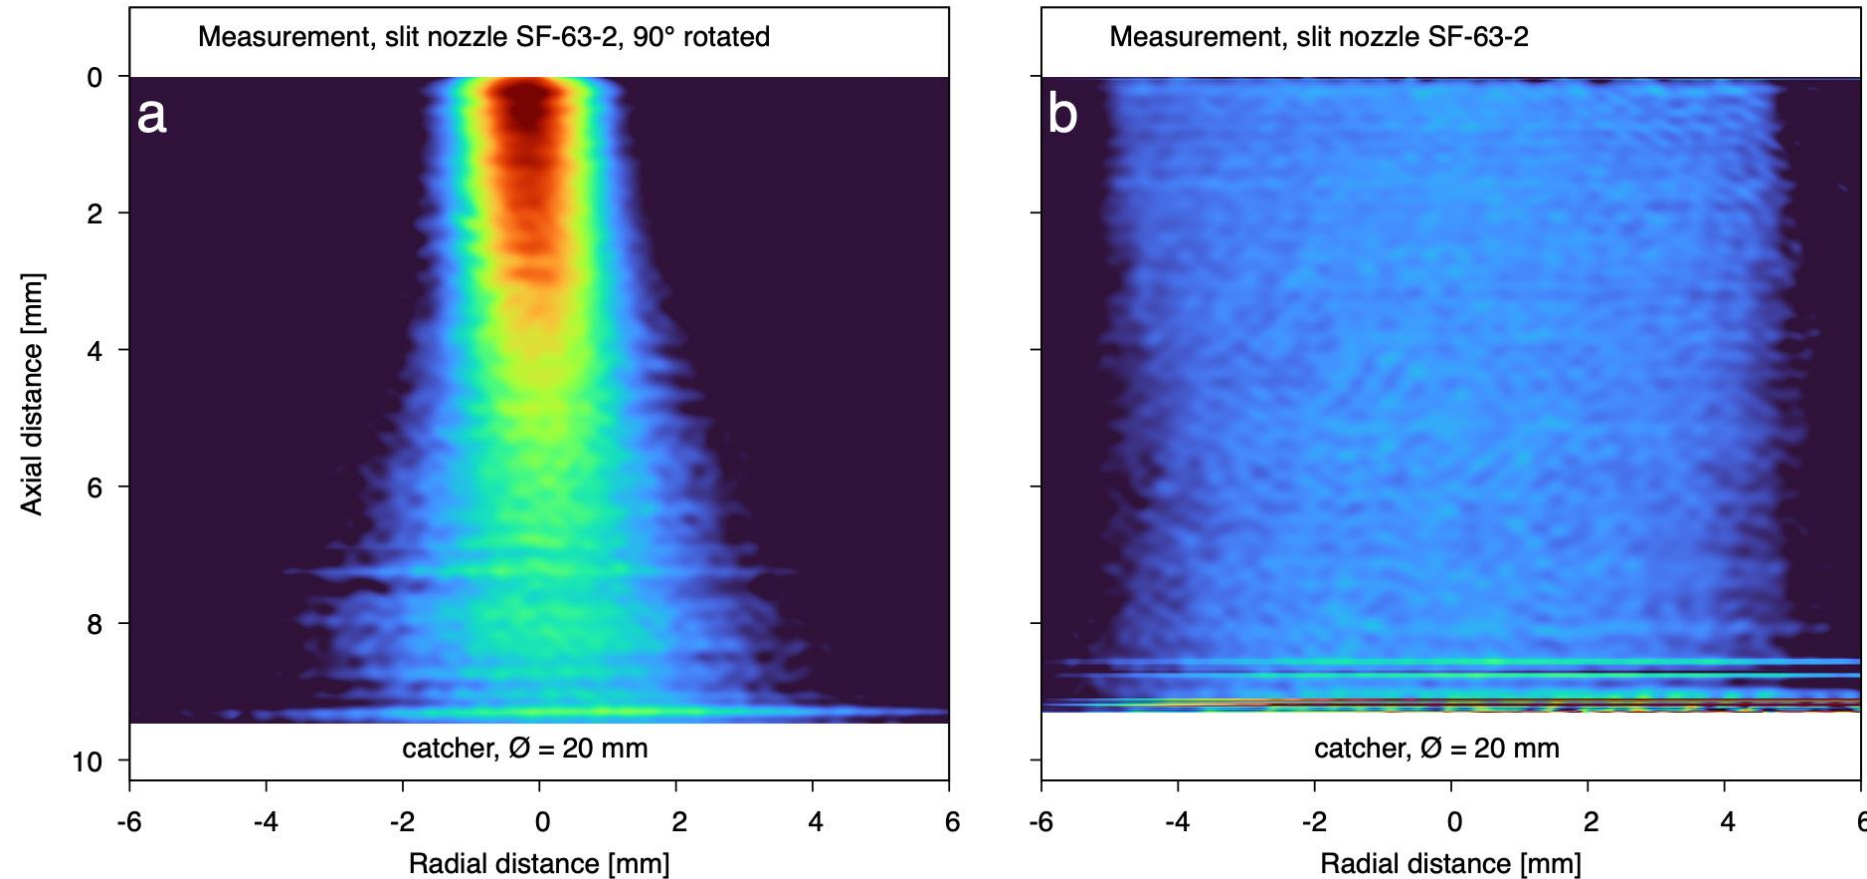 Measurement, slit nozzle SF-63-2, 90° rotated
a
0
2
4
6
8
10
Axial distance [mm]
catcher, Ø = 20 mm
-6 -4 -2 0 2 4 6
Radial distance [mm]
Measurement, slit nozzle SF-63-2
b
catcher, Ø = 20 mm
-6 -4 -2 0 2 4 6
Radial distance [mm]